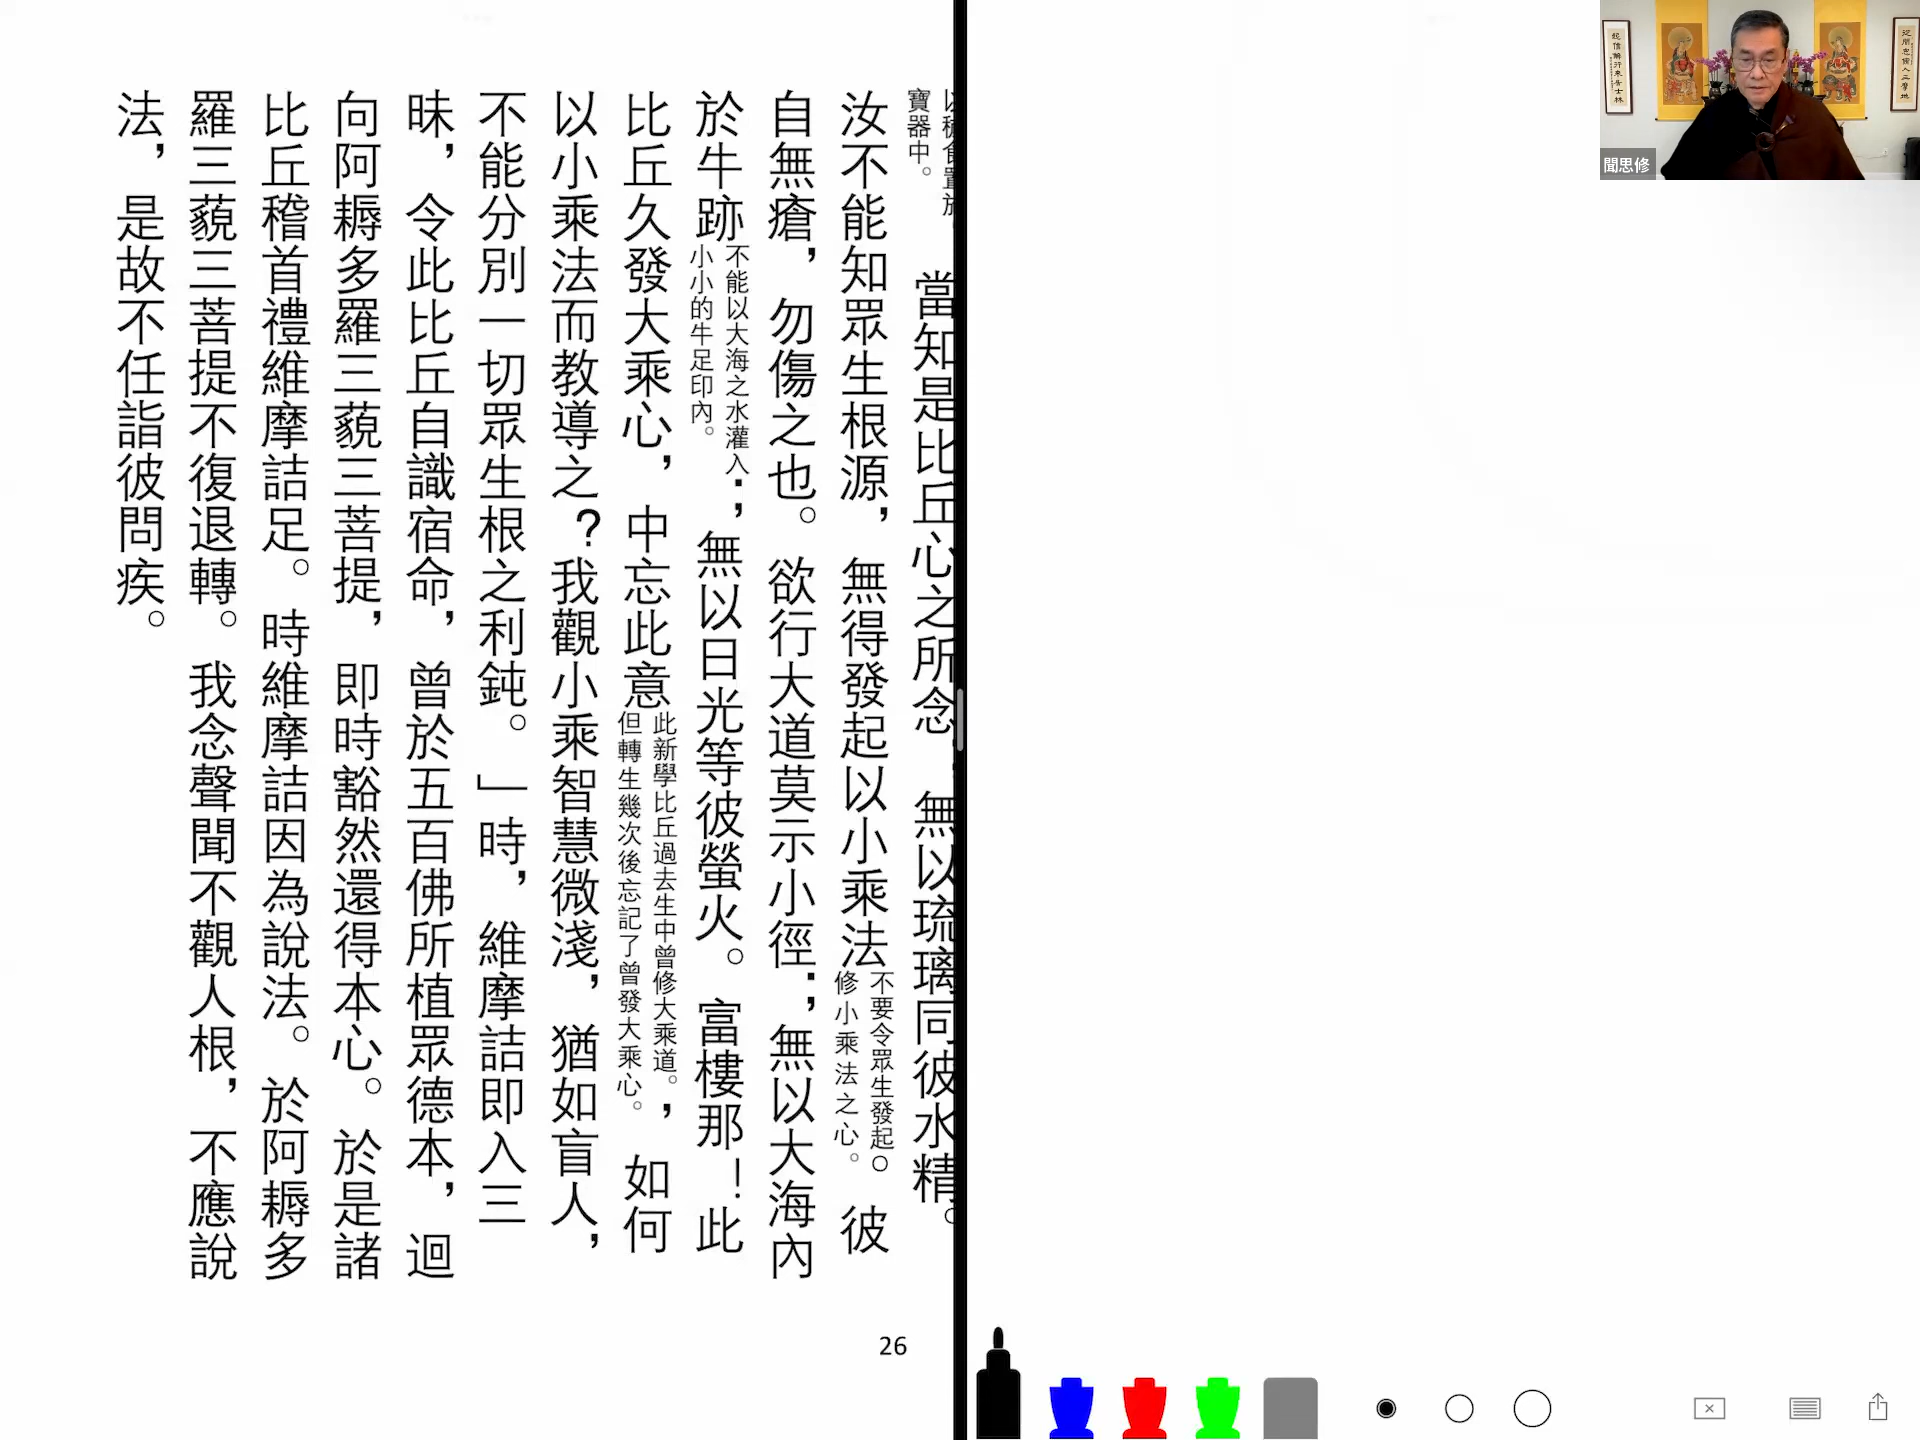 寶器中。
當知是比丘心之所念,無以琉璃同彼水精。
汝不能知眾生根源,無得發起以小乘法
不要令眾生發起
修小乘法之心。
。彼
自無瘡,勿傷之也。欲行大道莫示小徑;無以大海內
於牛跡
不能以大海之水灌入
小小的牛足印內。
;無以日光等彼螢火。富樓那!此
比丘久發大乘心,中忘此意
此新學比丘過去生中曾修大乘道。
但轉生幾次後忘記了曾發大乘心。
,如何
以小乘法而教導之?我觀小乘智慧微淺,猶如盲人,
不能分別一切眾生根之利鈍。」時,維摩詰即入三
昧,令此比丘自識宿命,曾於五百佛所植眾德本,迴
向阿耨多羅三藐三菩提,即時豁然還得本心。於是諸
比丘稽首禮維摩詰足。時維摩詰因為說法。於阿耨多
羅三藐三菩提不復退轉。我念聲聞不觀人根,不應說
法,是故不任詣彼問疾。
26
聞思修